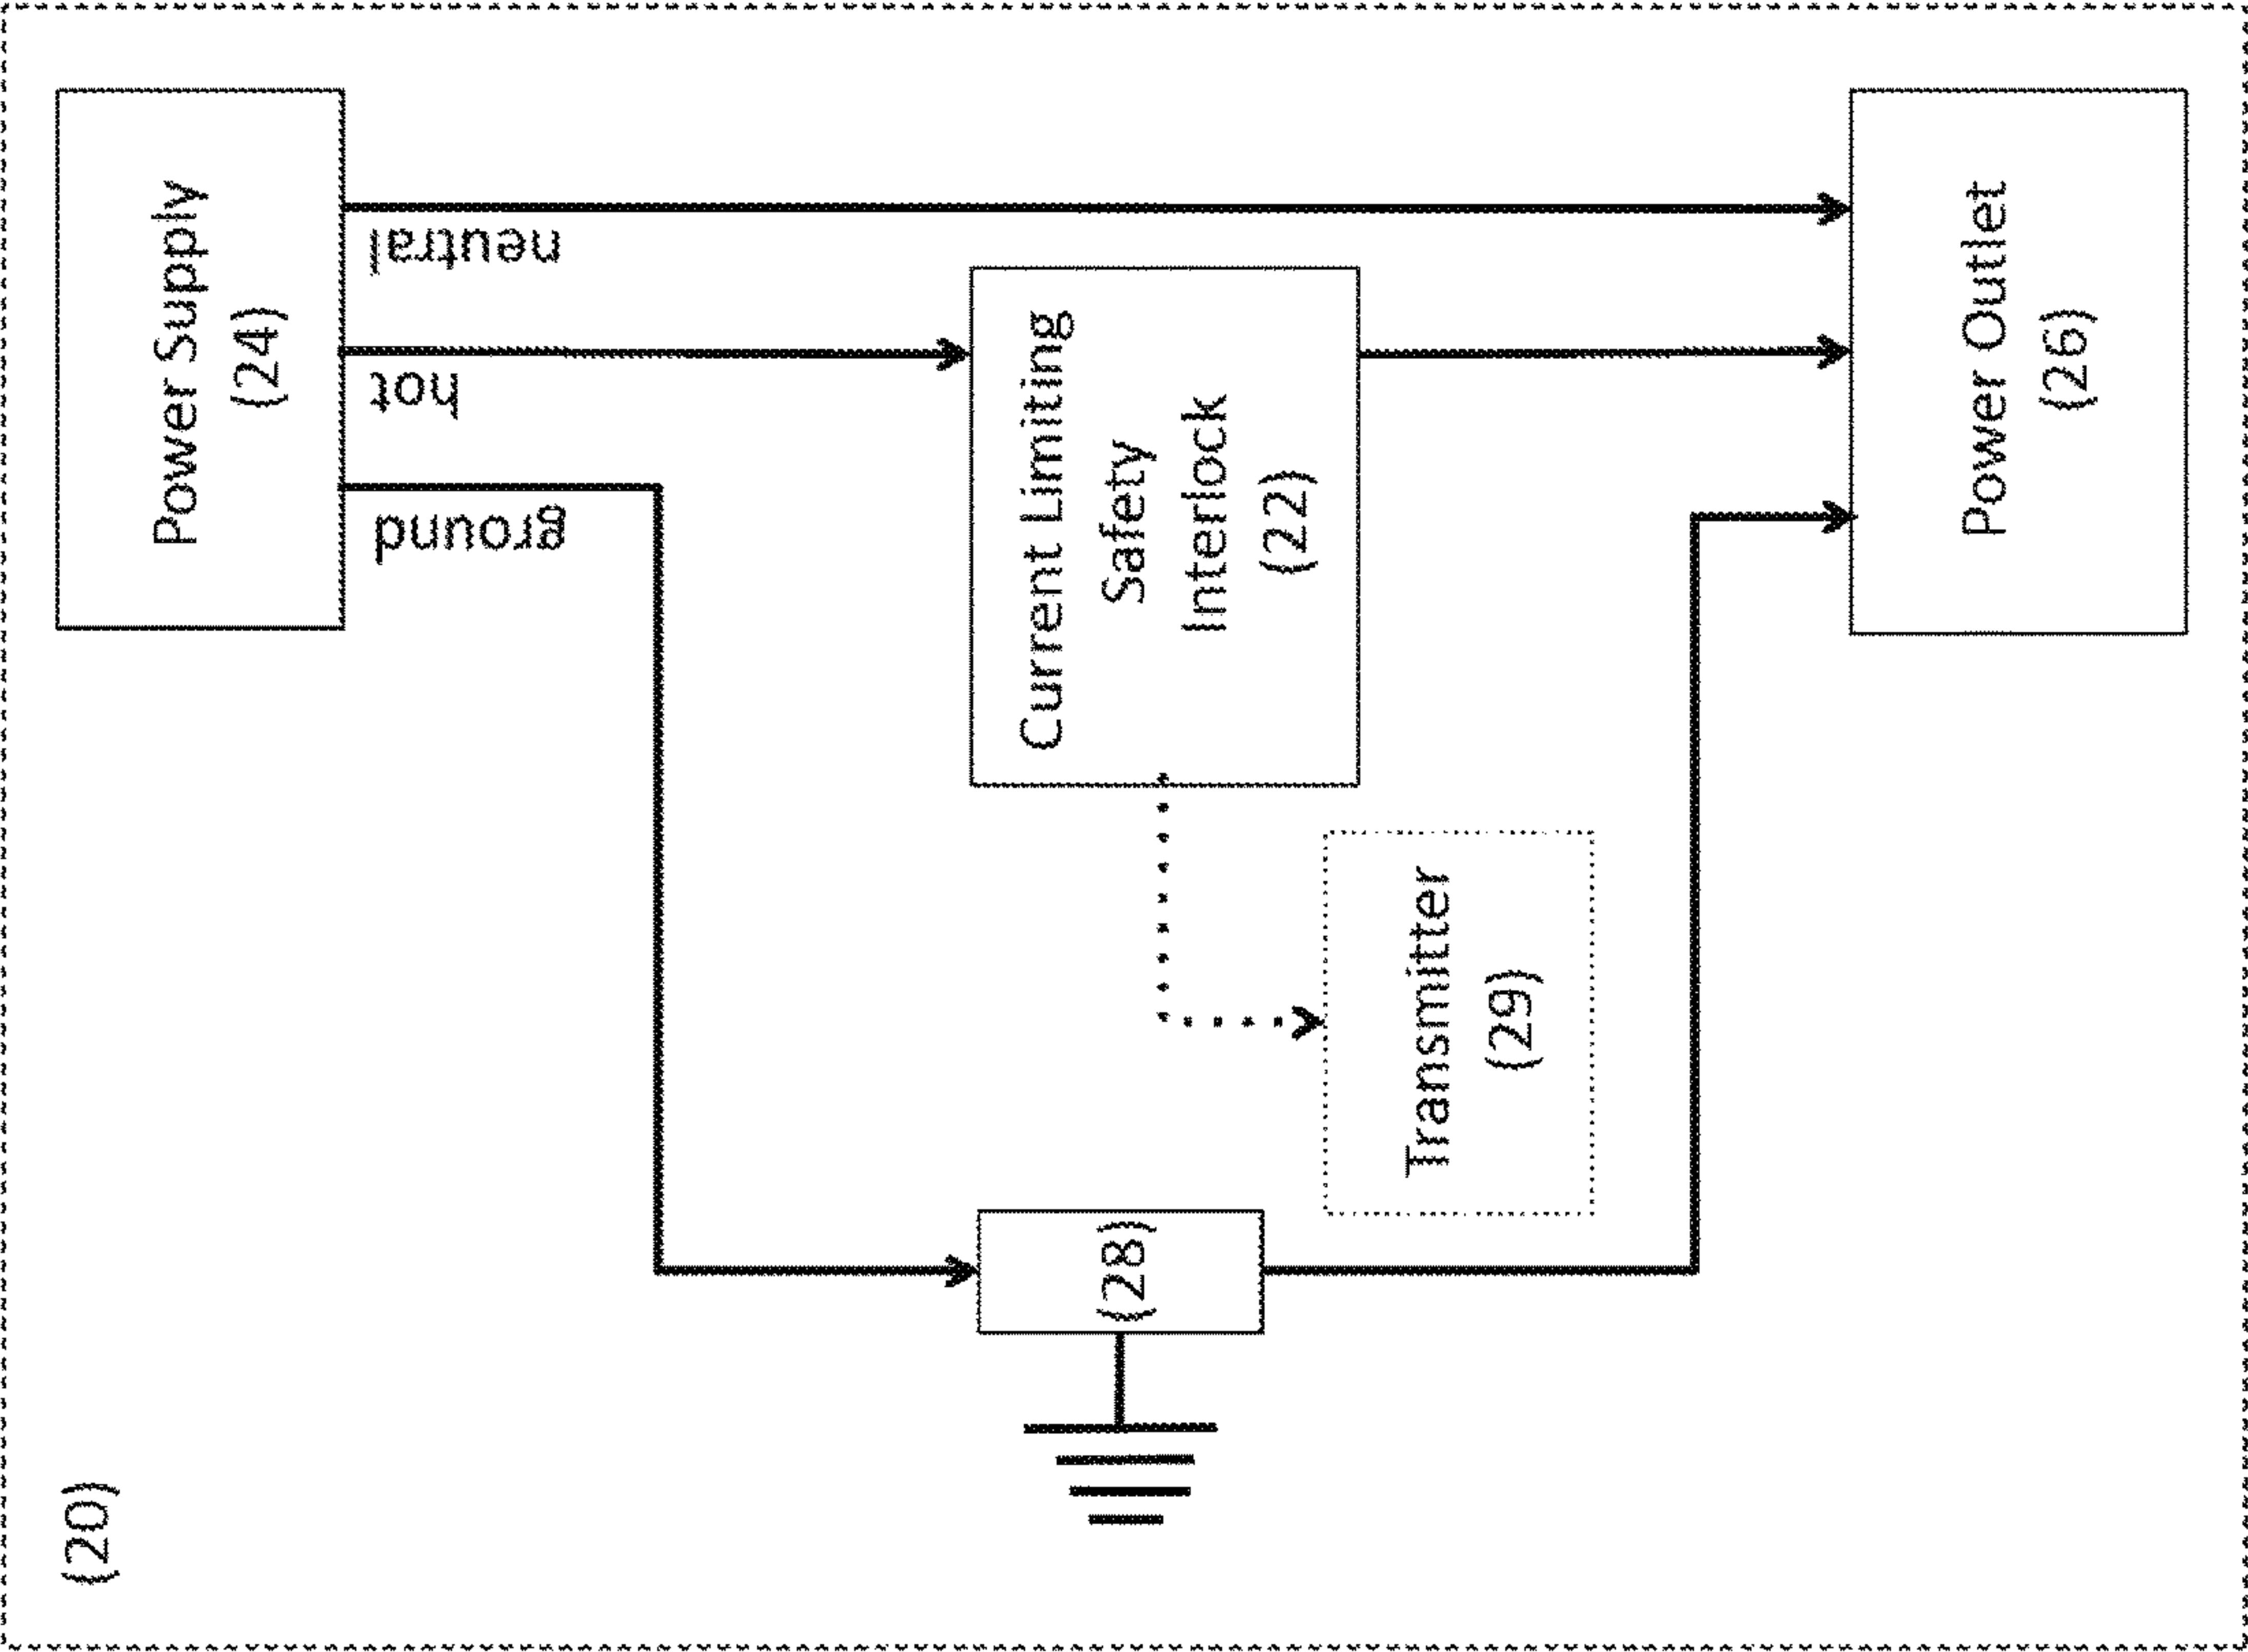 (20)
Power Supply
(24)
ground
hot
neutral
(28)
Current Limiting
Safety
Interlock
(22)
Transmitter
(29)
Power Outlet
(26)